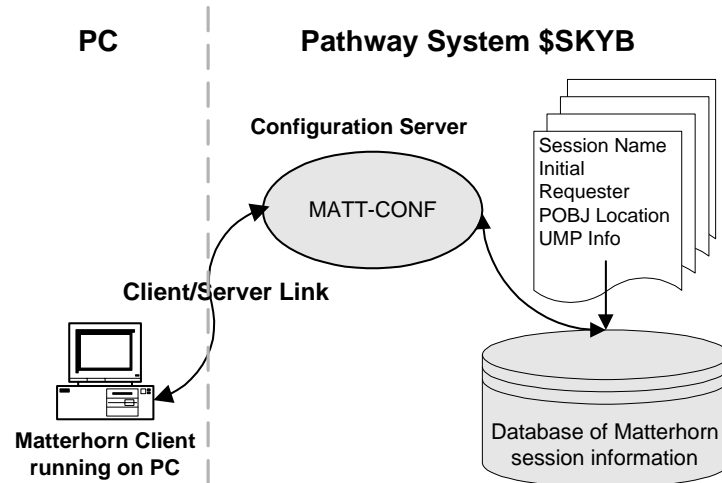 PC
Pathway System $SKYB
Configuration Server
MATT-CONF
Session Name
Initial
Requester
POBJ Location
UMP Info
Client/Server Link
Matterhorn Client
running on PC
Database of Matterhorn
session information